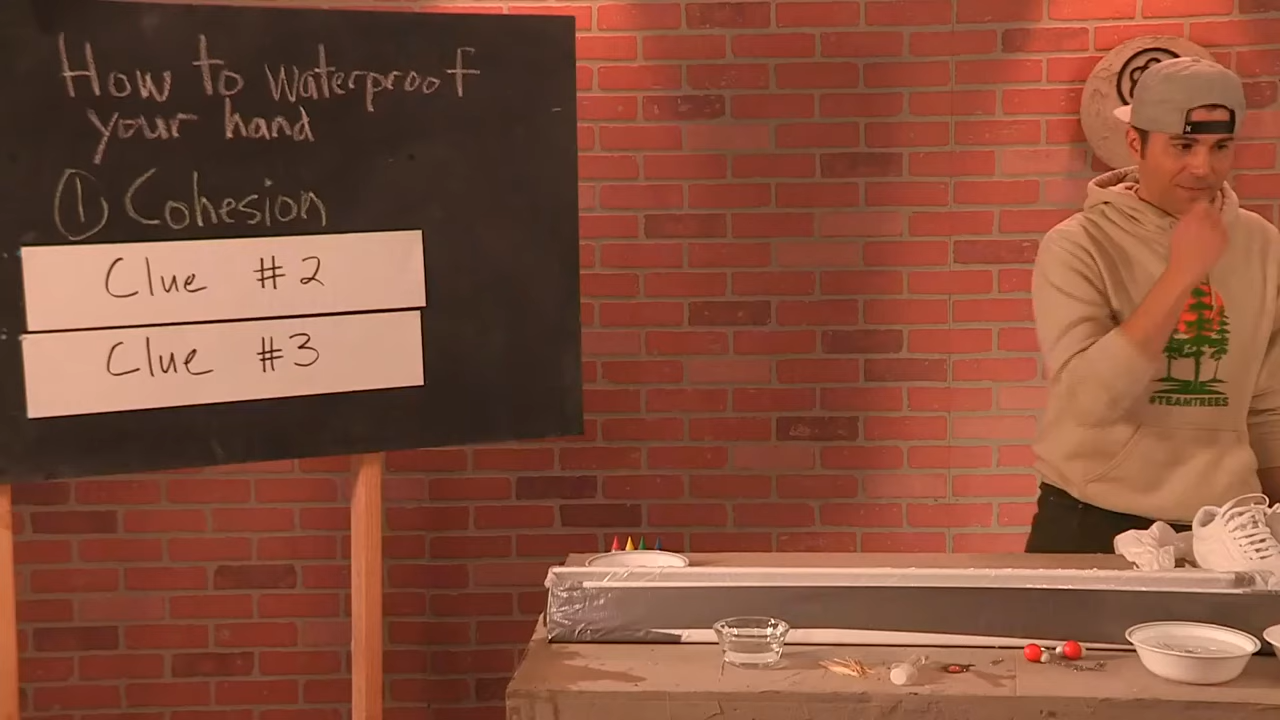 How to waterproof
your hand
① Cohesion
Clue #2
Clue #3
#TEAMTREES